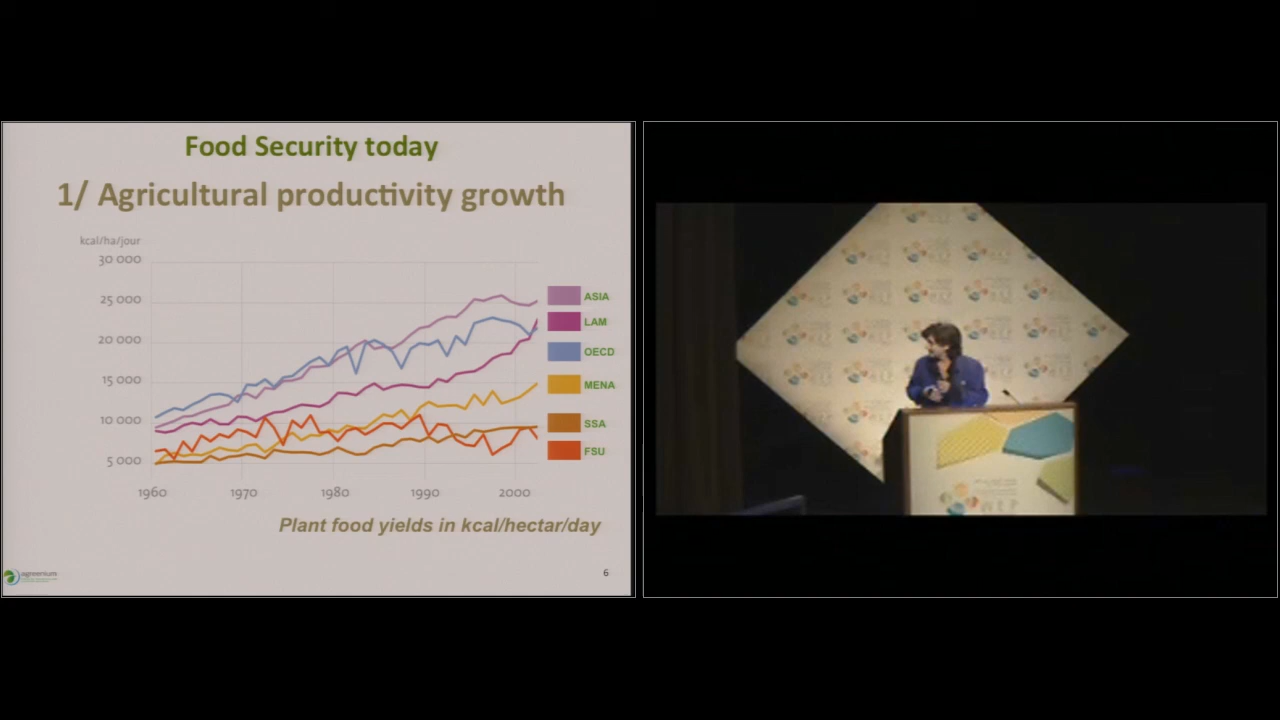 Food Security today
1/ Agricultural productivity growth
kcal/ha/jour
30 000
25 000
20 000
15 000
10 000
5 000
1960 1970 1980 1990 2000
ASIA
LAM
OECD
MENA
SSA
FSU
Plant food yields in kcal/hectar/day
agreenium
6